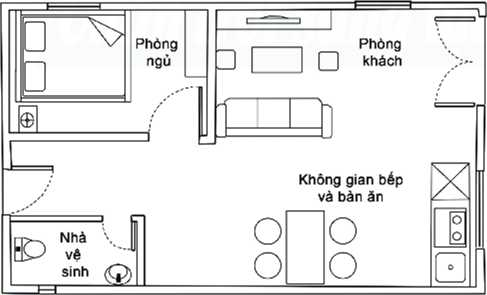 Phòng
ngủ
Phòng
khách
Không gian bếp
và bàn ăn
Nhà
vệ
sinh